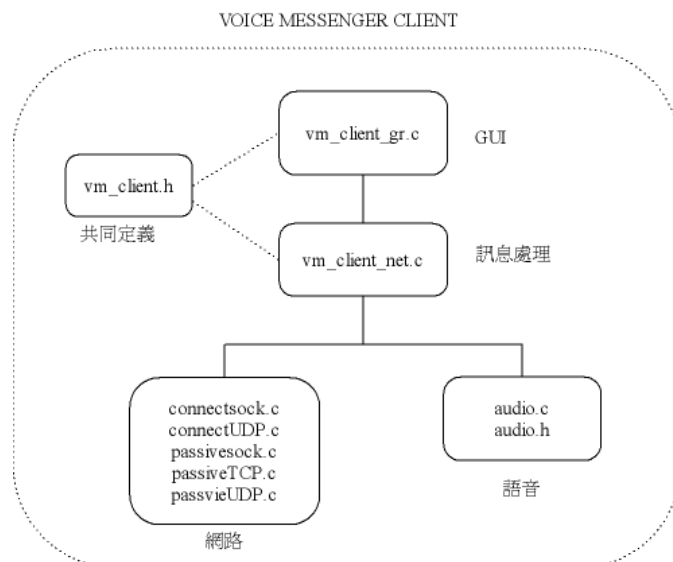 VOICE MESSENGER CLIENT
vm_client_gr.c
GUI
vm_client.h
共同定義
vm_client_net.c
訊息處理
connectsock.c
connectUDP.c
passivesock.c
passiveTCP.c
passvieUDP.c
網路
audio.c
audio.h
語音